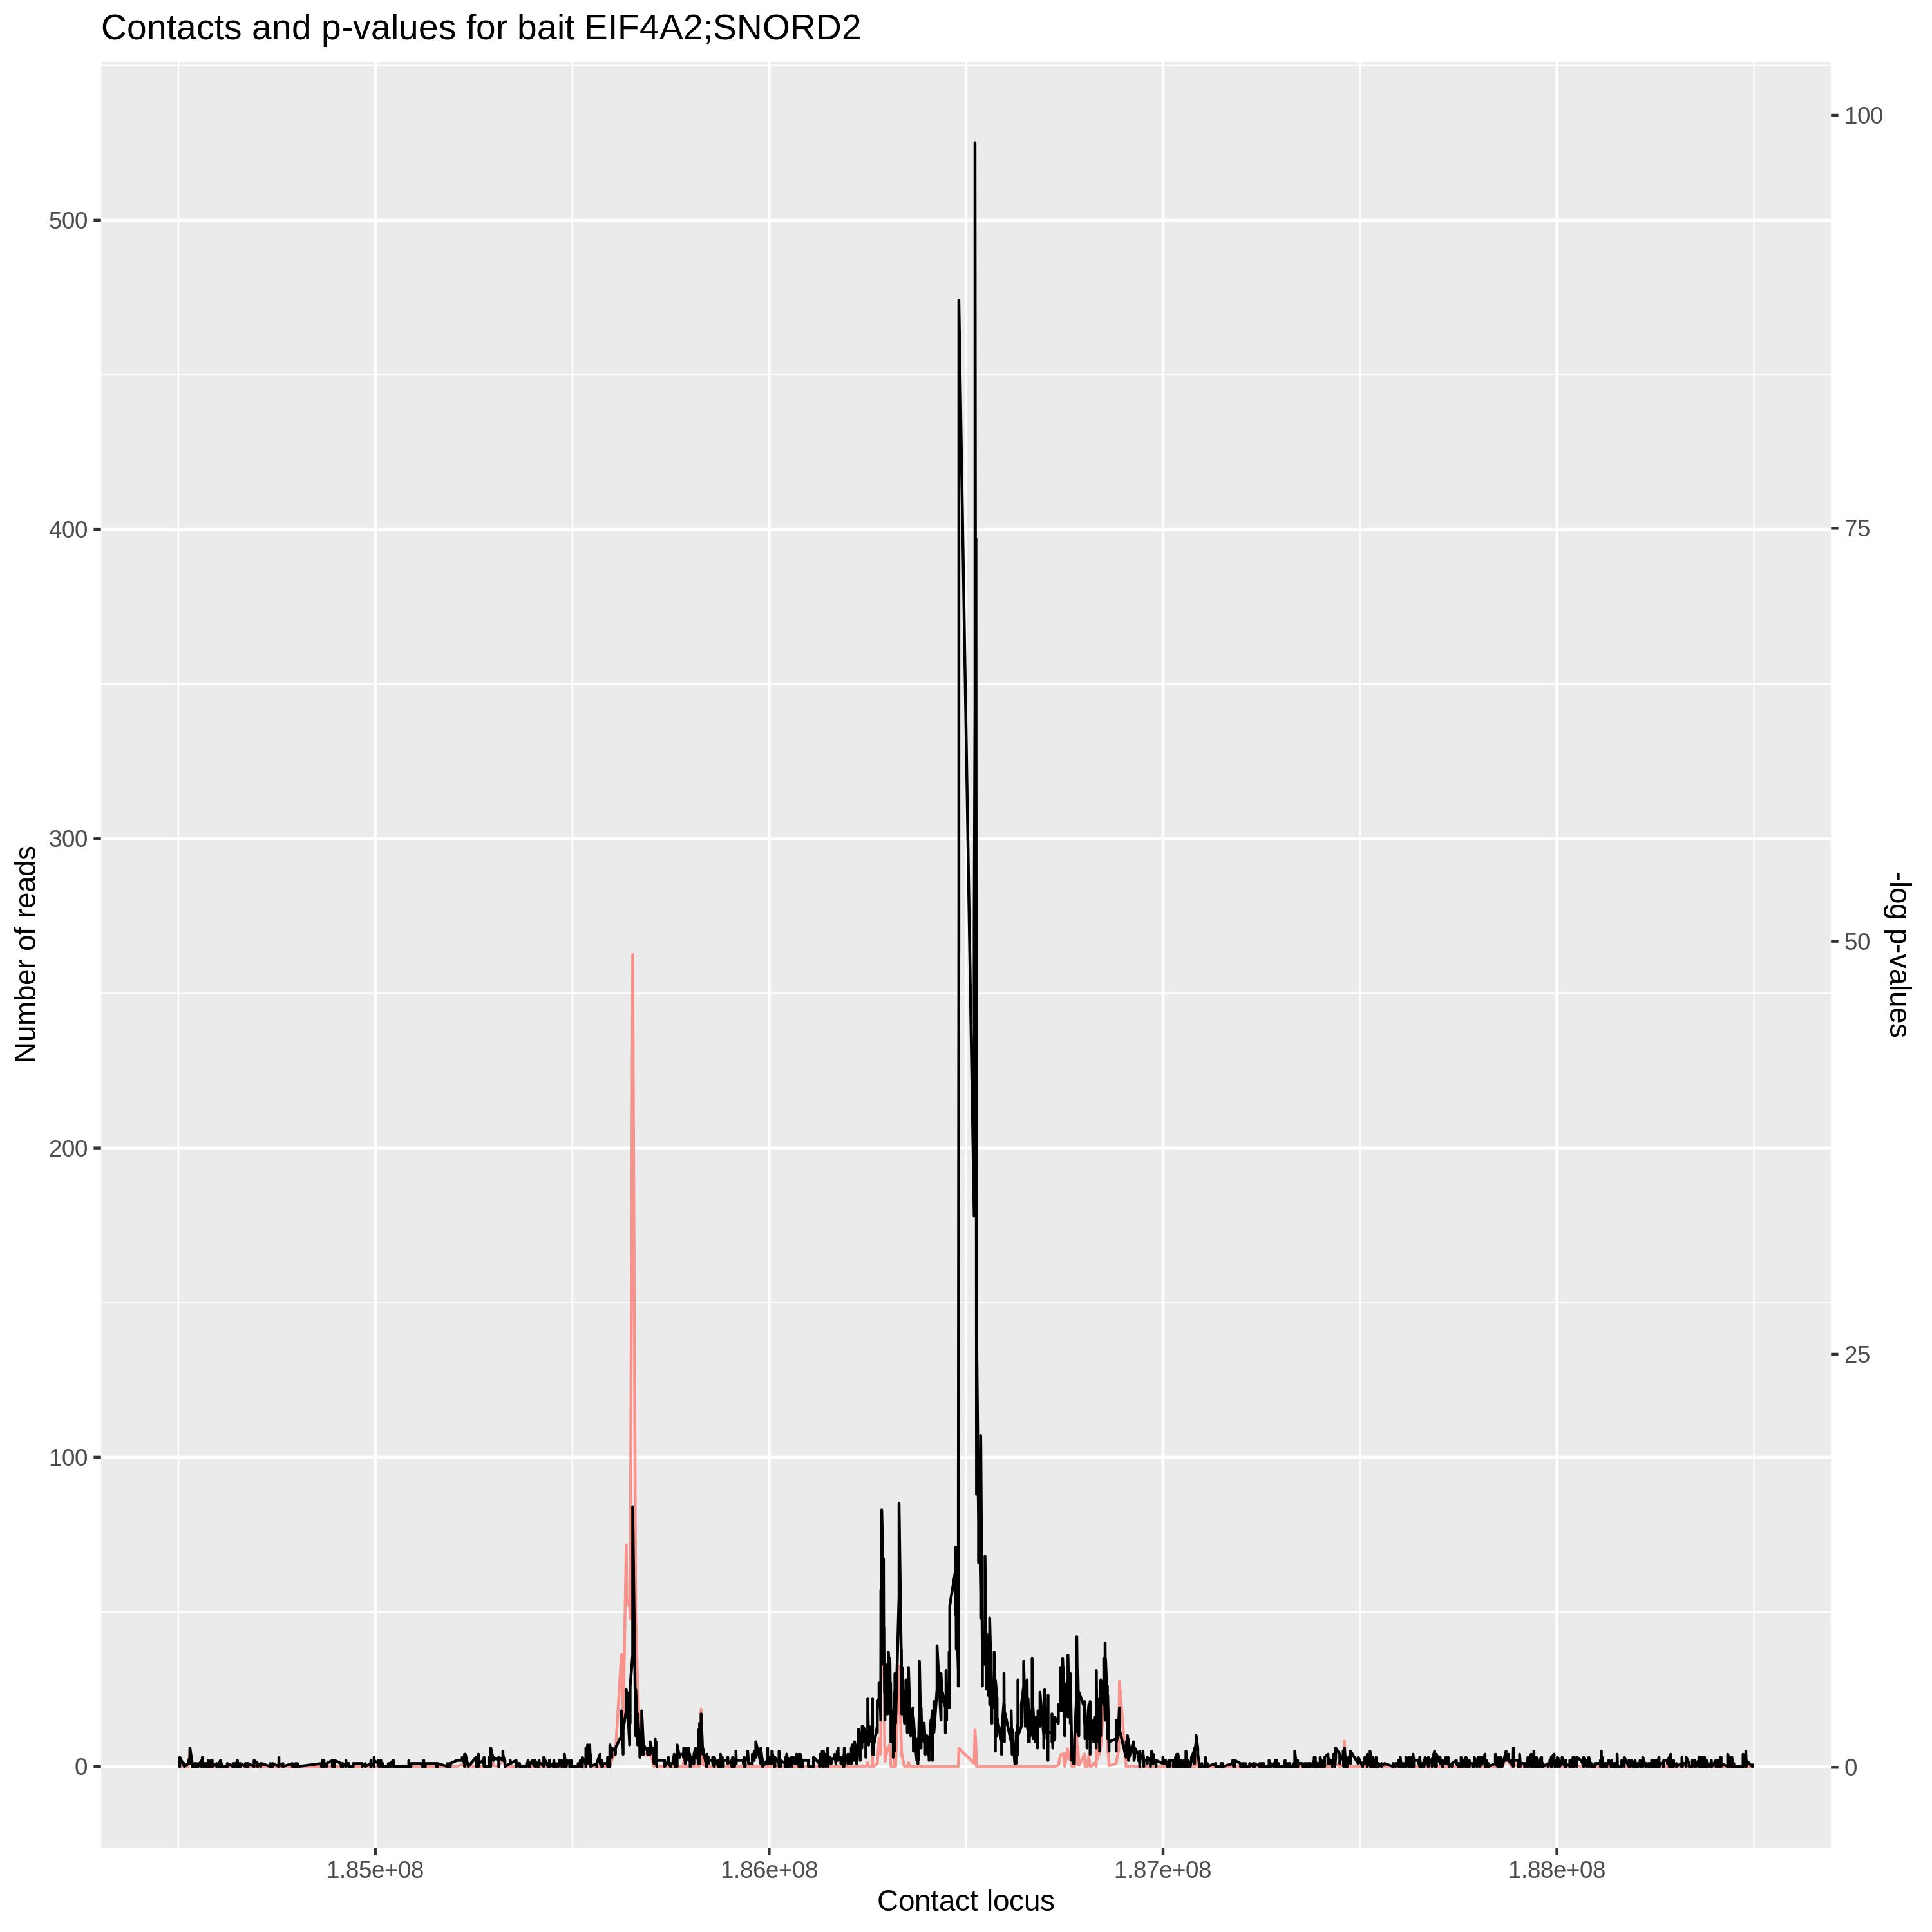 Contacts and p-values for bait EIF4A2;SNORD2
Number of reads
500
400
300
200
100
0
100
75
50
25
0
-log p-values
1.85e+08
1.86e+08
1.87e+08
1.88e+08
Contact locus